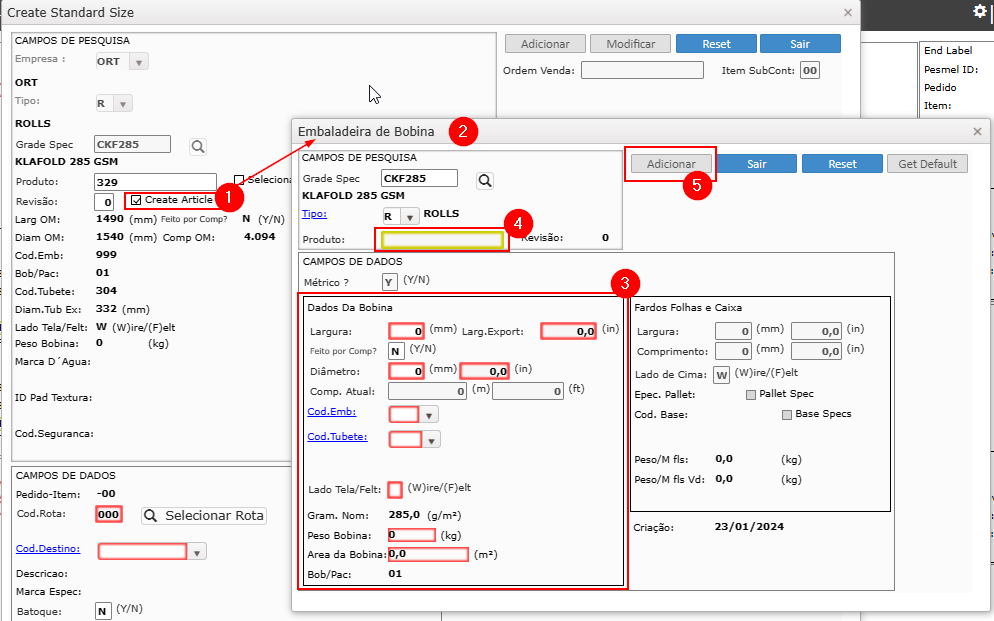 Create Standard Size
CAMPOS DE PESQUISA
Empresa :
ORT
ORT
Tipo:
R
ROLLS
Grade Spec
CKF285
KLAFOLD 285 GSM
Produto:
329
Seleciona
Revisão:
0
Create Article
1
Larg OM:
1490 (mm) Feito por Comp? N (Y/N)
Diam OM:
1540 (mm) Comp OM: 4.094
Cod.Emb:
999
Bob/Pac:
01
Cod.Tubete:
304
Diam.Tub Ex:
332 (mm)
Lado Tela/Felt:
W (W)ire/(F)elt
Peso Bobina:
0 (kg)
Marca D´Agua:
ID Pad Textura:
Cod.Seguranca:
CAMPOS DE DADOS
Pedido-Item:
-00
Cod.Rota:
000
Selecionar Rota
Cod.Destino:
Descricao:
Marca Espec:
Batoque:
N (Y/N)
Adicionar
Modificar
Reset
Sair
Ordem Venda:
Item SubCont:
00
End Label
Pesmel ID:
Pedido
Item:
Embaladeira de Bobina
2
CAMPOS DE PESQUISA
Grade Spec
CKF285
KLAFOLD 285 GSM
Tipo:
R
ROLLS
Produto:
4
Revisão:
0
Adicionar
Sair
Reset
Get Default
5
CAMPOS DE DADOS
Métrico ?
Y (Y/N)
3
Dados Da Bobina
Largura:
0 (mm) Larg.Export: 0,0 (in)
Feito por Comp?
N (Y/N)
Diâmetro:
0 (mm) 0,0 (in)
Comp. Atual:
0 (m) 0 (ft)
Cod.Emb:
Cod.Tubete:
Lado Tela/Felt:
(W)ire/(F)elt
Gram. Nom:
285,0 (g/m²)
Peso Bobina:
0 (kg)
Area da Bobina:
0,0 (m²)
Bob/Pac:
01
Fardos Folhas e Caixa
Largura:
0 (mm) 0,0 (in)
Comprimento:
0 (mm) 0,0 (in)
Lado de Cima:
W (W)ire/(F)elt
Epec. Pallet:
Pallet Spec
Cod. Base:
Base Specs
Peso/M fls:
0,0 (kg)
Peso/M fls Vd:
0,0 (kg)
Criação:
23/01/2024